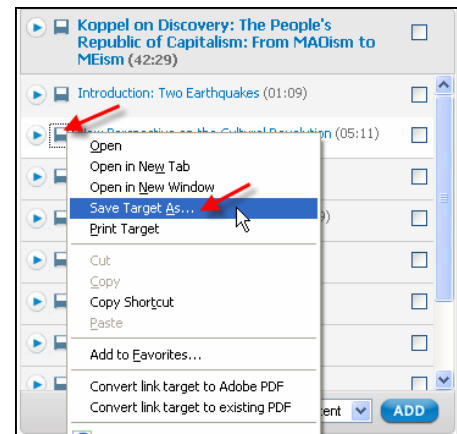 Koppel on Discovery: The People's
Republic of Capitalism: From MAOism to
MEism (42:29)
Introduction: Two Earthquakes (01:09)
New Perspective on the Cultural Revolution (05:11)
Open
Open in New Tab
Open in New Window
Save Target As...
9)
Print Target
Cut
Copy
Copy Shortcut
Paste
Add to Favorites...
Convert link target to Adobe PDF
Convert link target to existing PDF
ent
ADD